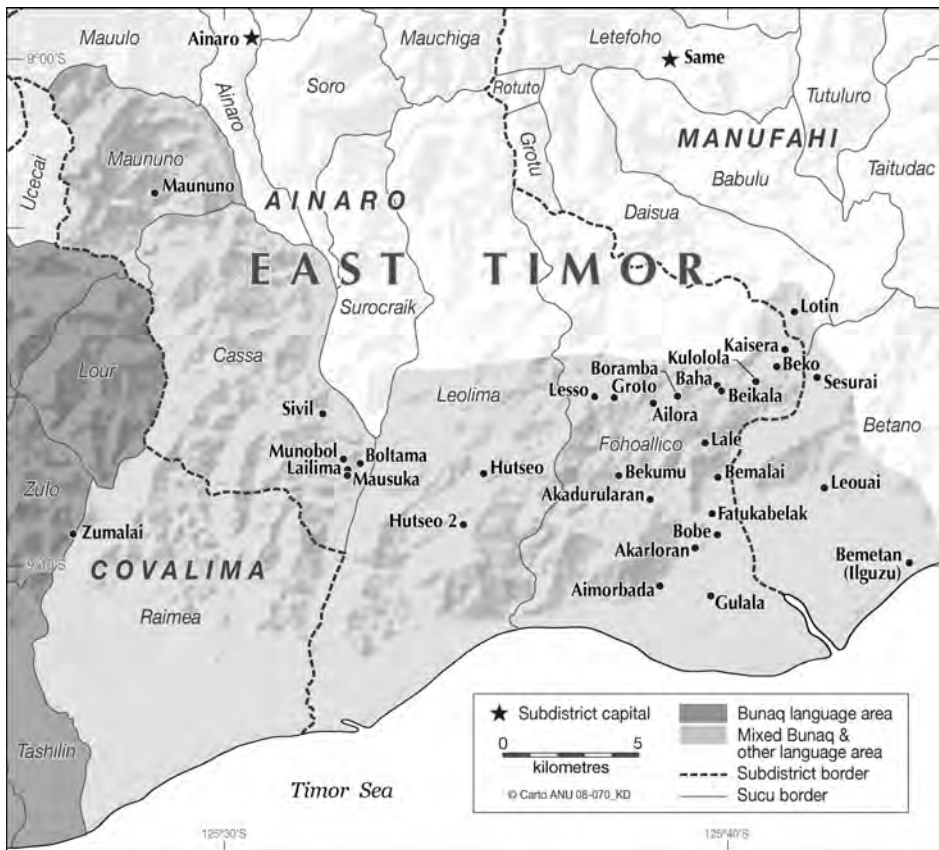 Mauulo
Ainaro
Mauchiga
Letefoho
Same
9°00'S
Ainaro
Soro
Rotuto
Tutuluro
Ucecai
Maununo
Maununo
Grotu
MANUFAHI
Babulu
Taitudac
AINARO
Daisua
EAST TIMOR
Surocraik
Lotin
Cassa
Kaisera
Kulolola
Beko
Lour
Boramba
Baha
Sesurai
Leolima
Lesso
Groto
Beikala
Ailora
Sivil
Betano
Fohoallico
Lale
Munobol
Boltama
Lailima
Mausuka
Hutseo
Bekumu
Bemalai
Leouai
Zulo
Akadurularan
Zumalai
Hutseo 2
Fatukabelak
Bobe
9°10'S
COVALIMA
Akarloran
Bemetan
(Ilguzu)
Raimea
Aimorbada
Gulala
Tashilin
Timor Sea
Subdistrict capital
0 5
kilometres
© Carto ANU 08-070_KD
Bunaq language area
Mixed Bunaq &
other language area
Subdistrict border
Sucu border
125°30'S
125°40'S